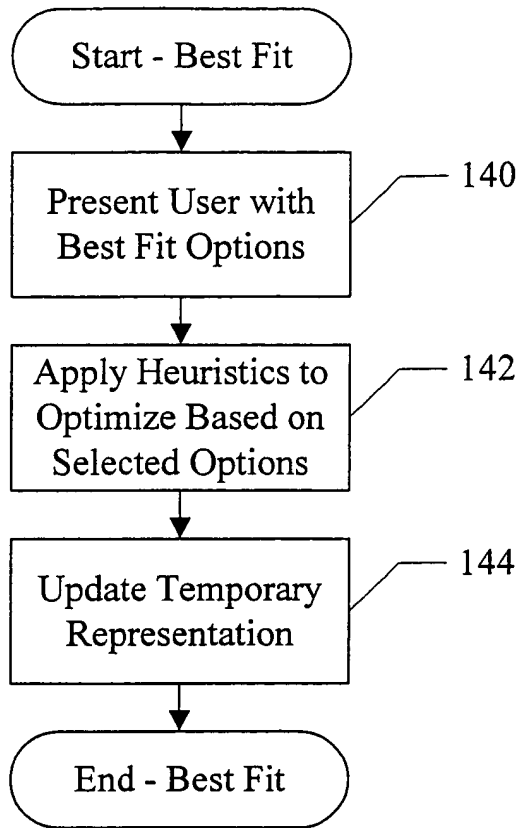 Start - Best Fit
Present User with
Best Fit Options
140
Apply Heuristics to
Optimize Based on
Selected Options
142
Update Temporary
Representation
144
End - Best Fit